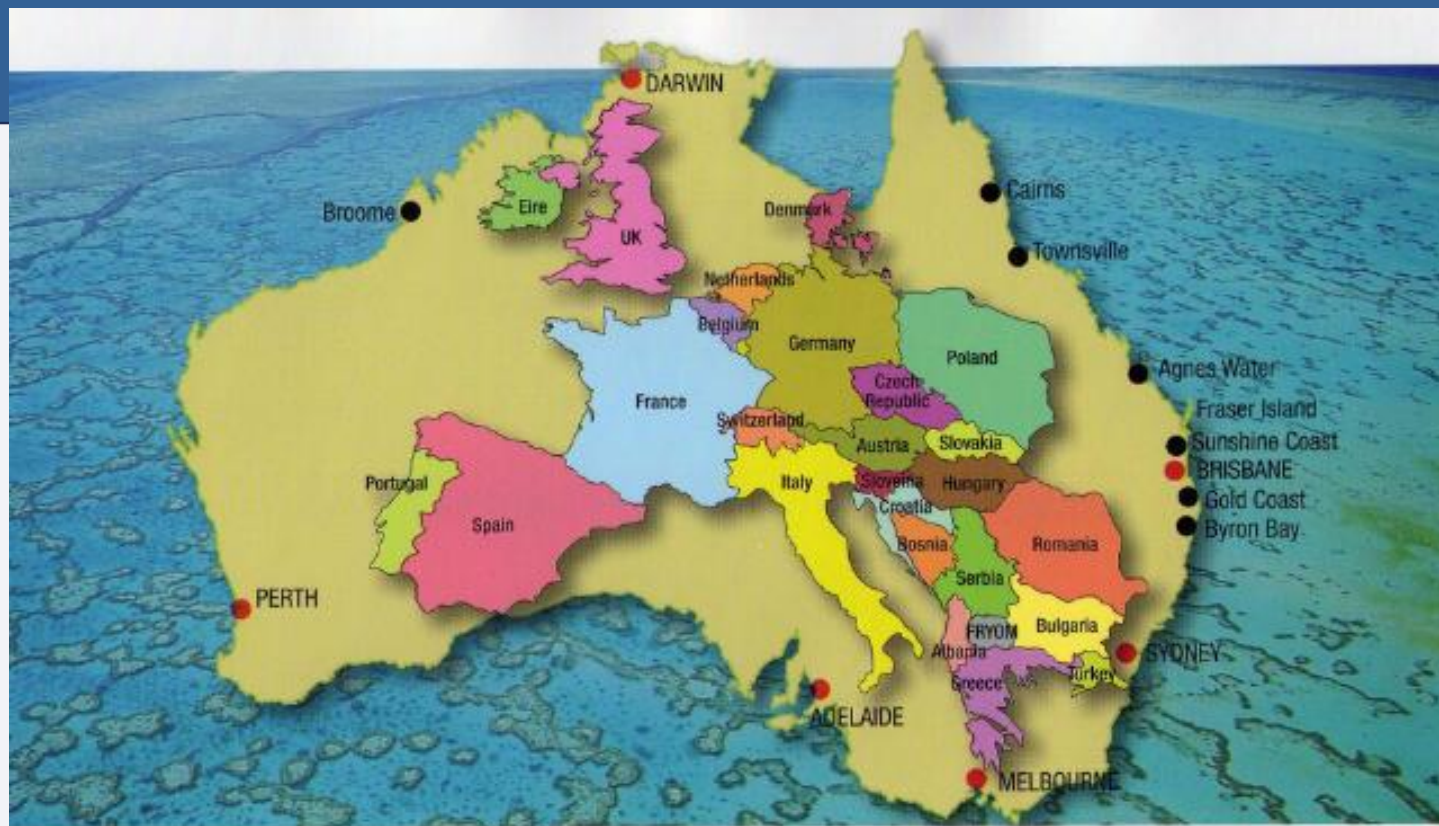 DARWIN
Cairns
Broome
Eire
Denmark
UK
Townsville
Netherlands
Belgium
Germany
Poland
Agnes Water
Czech
Republic
France
Fraser Island
Switzerland
Austria
Slovakia
Sunshine Coast
BRISBANE
Portugal
Italy
Slovenia
Hungary
Gold Coast
Croatia
Spain
Byron Bay
Bosnia
Romania
Serbia
PERTH
Bulgaria
FRYOM
Albania
SYDNEY
Turkey
Greece
ADELAIDE
MELBOURNE